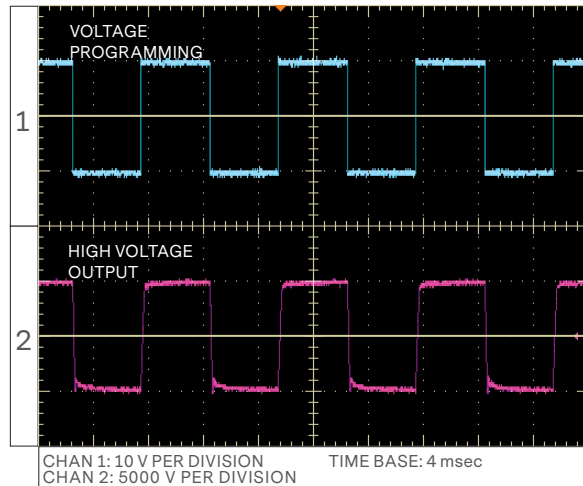 VOLTAGE
PROGRAMMING
1
HIGH VOLTAGE
OUTPUT
2
CHAN 1: 10 V PER DIVISION TIME BASE: 4 msec
CHAN 2: 5000 V PER DIVISION